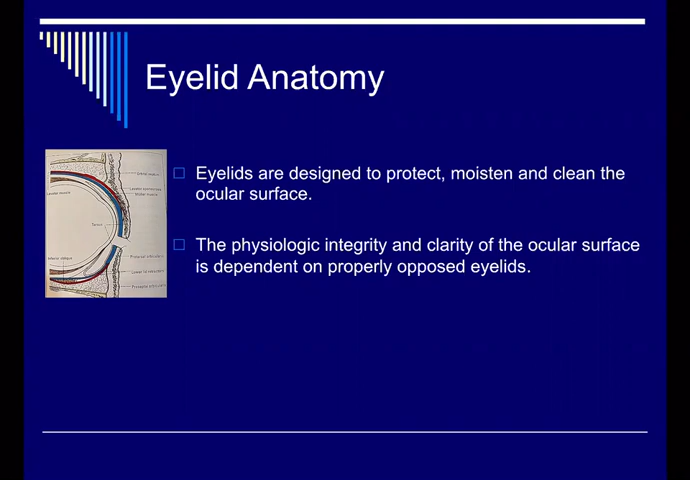 Eyelid Anatomy
Eyelids are designed to protect, moisten and clean the
ocular surface.
The physiologic integrity and clarity of the ocular surface
is dependent on properly opposed eyelids.
Tarsus